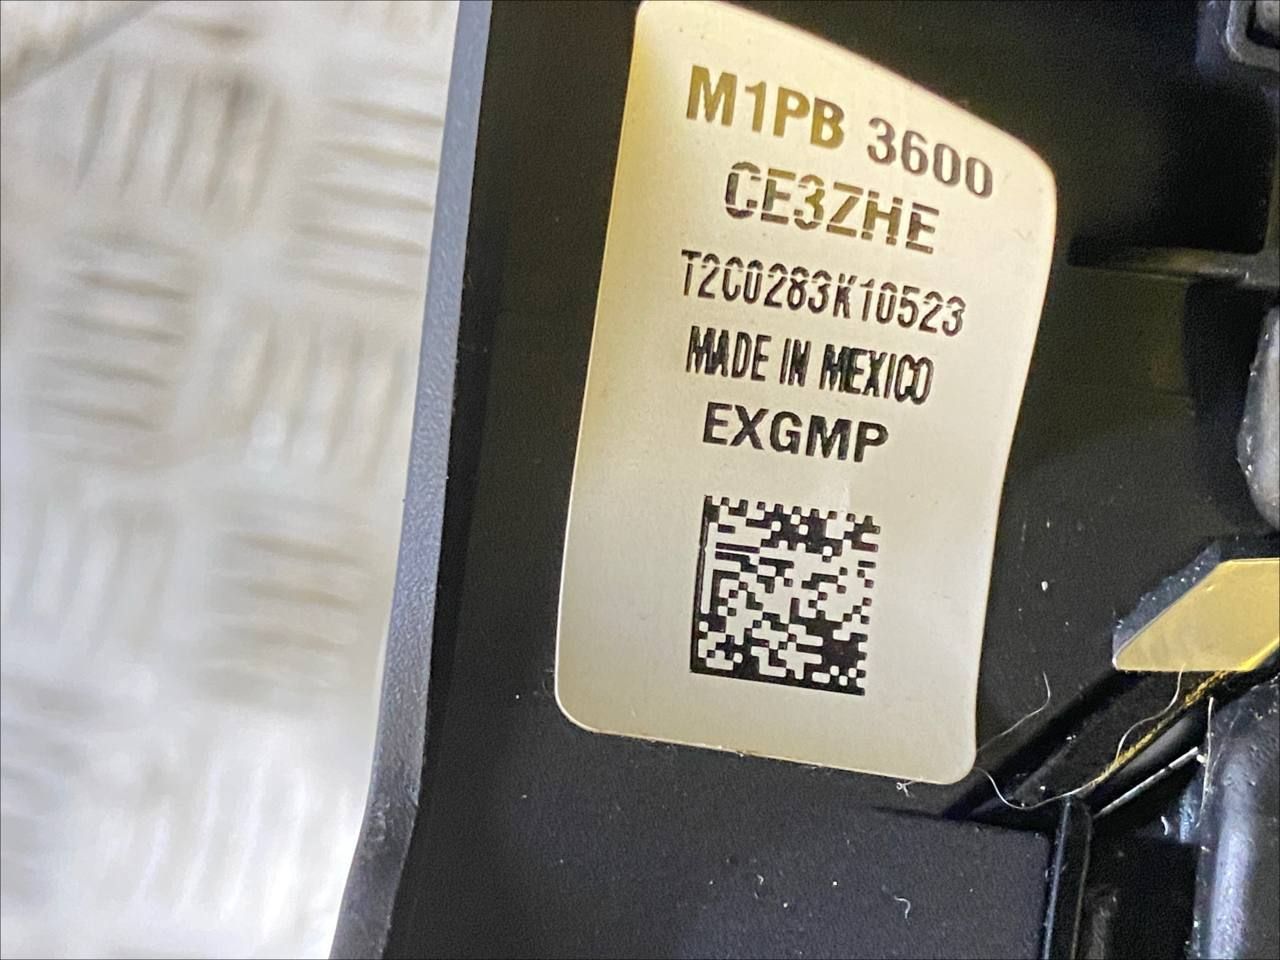 M1PB 3600
CE3ZHE
T2C0283K10523
MADE IN MEXICO
EXGMP